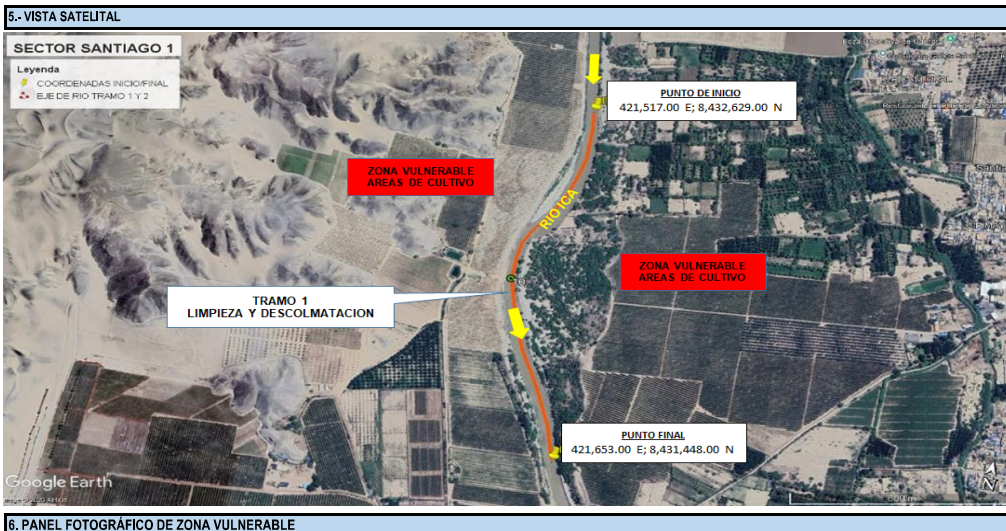 5.- VISTA SATELITAL
SECTOR SANTIAGO 1
Leyenda
COORDENADAS INICIO/FINAL
EJE DE RIO TRAMO 1 Y 2
PUNTO DE INICIO
421,517.00 E; 8,432,629.00 N
ZONA VULNERABLE
AREAS DE CULTIVO
RIO ICA
ZONA VULNERABLE
AREAS DE CULTIVO
TRAMO 1
LIMPIEZA Y DESCOLMATACION
PUNTO FINAL
421,653.00 E; 8,431,448.00 N
Google Earth
N
6. PANEL FOTOGRÁFICO DE ZONA VULNERABLE